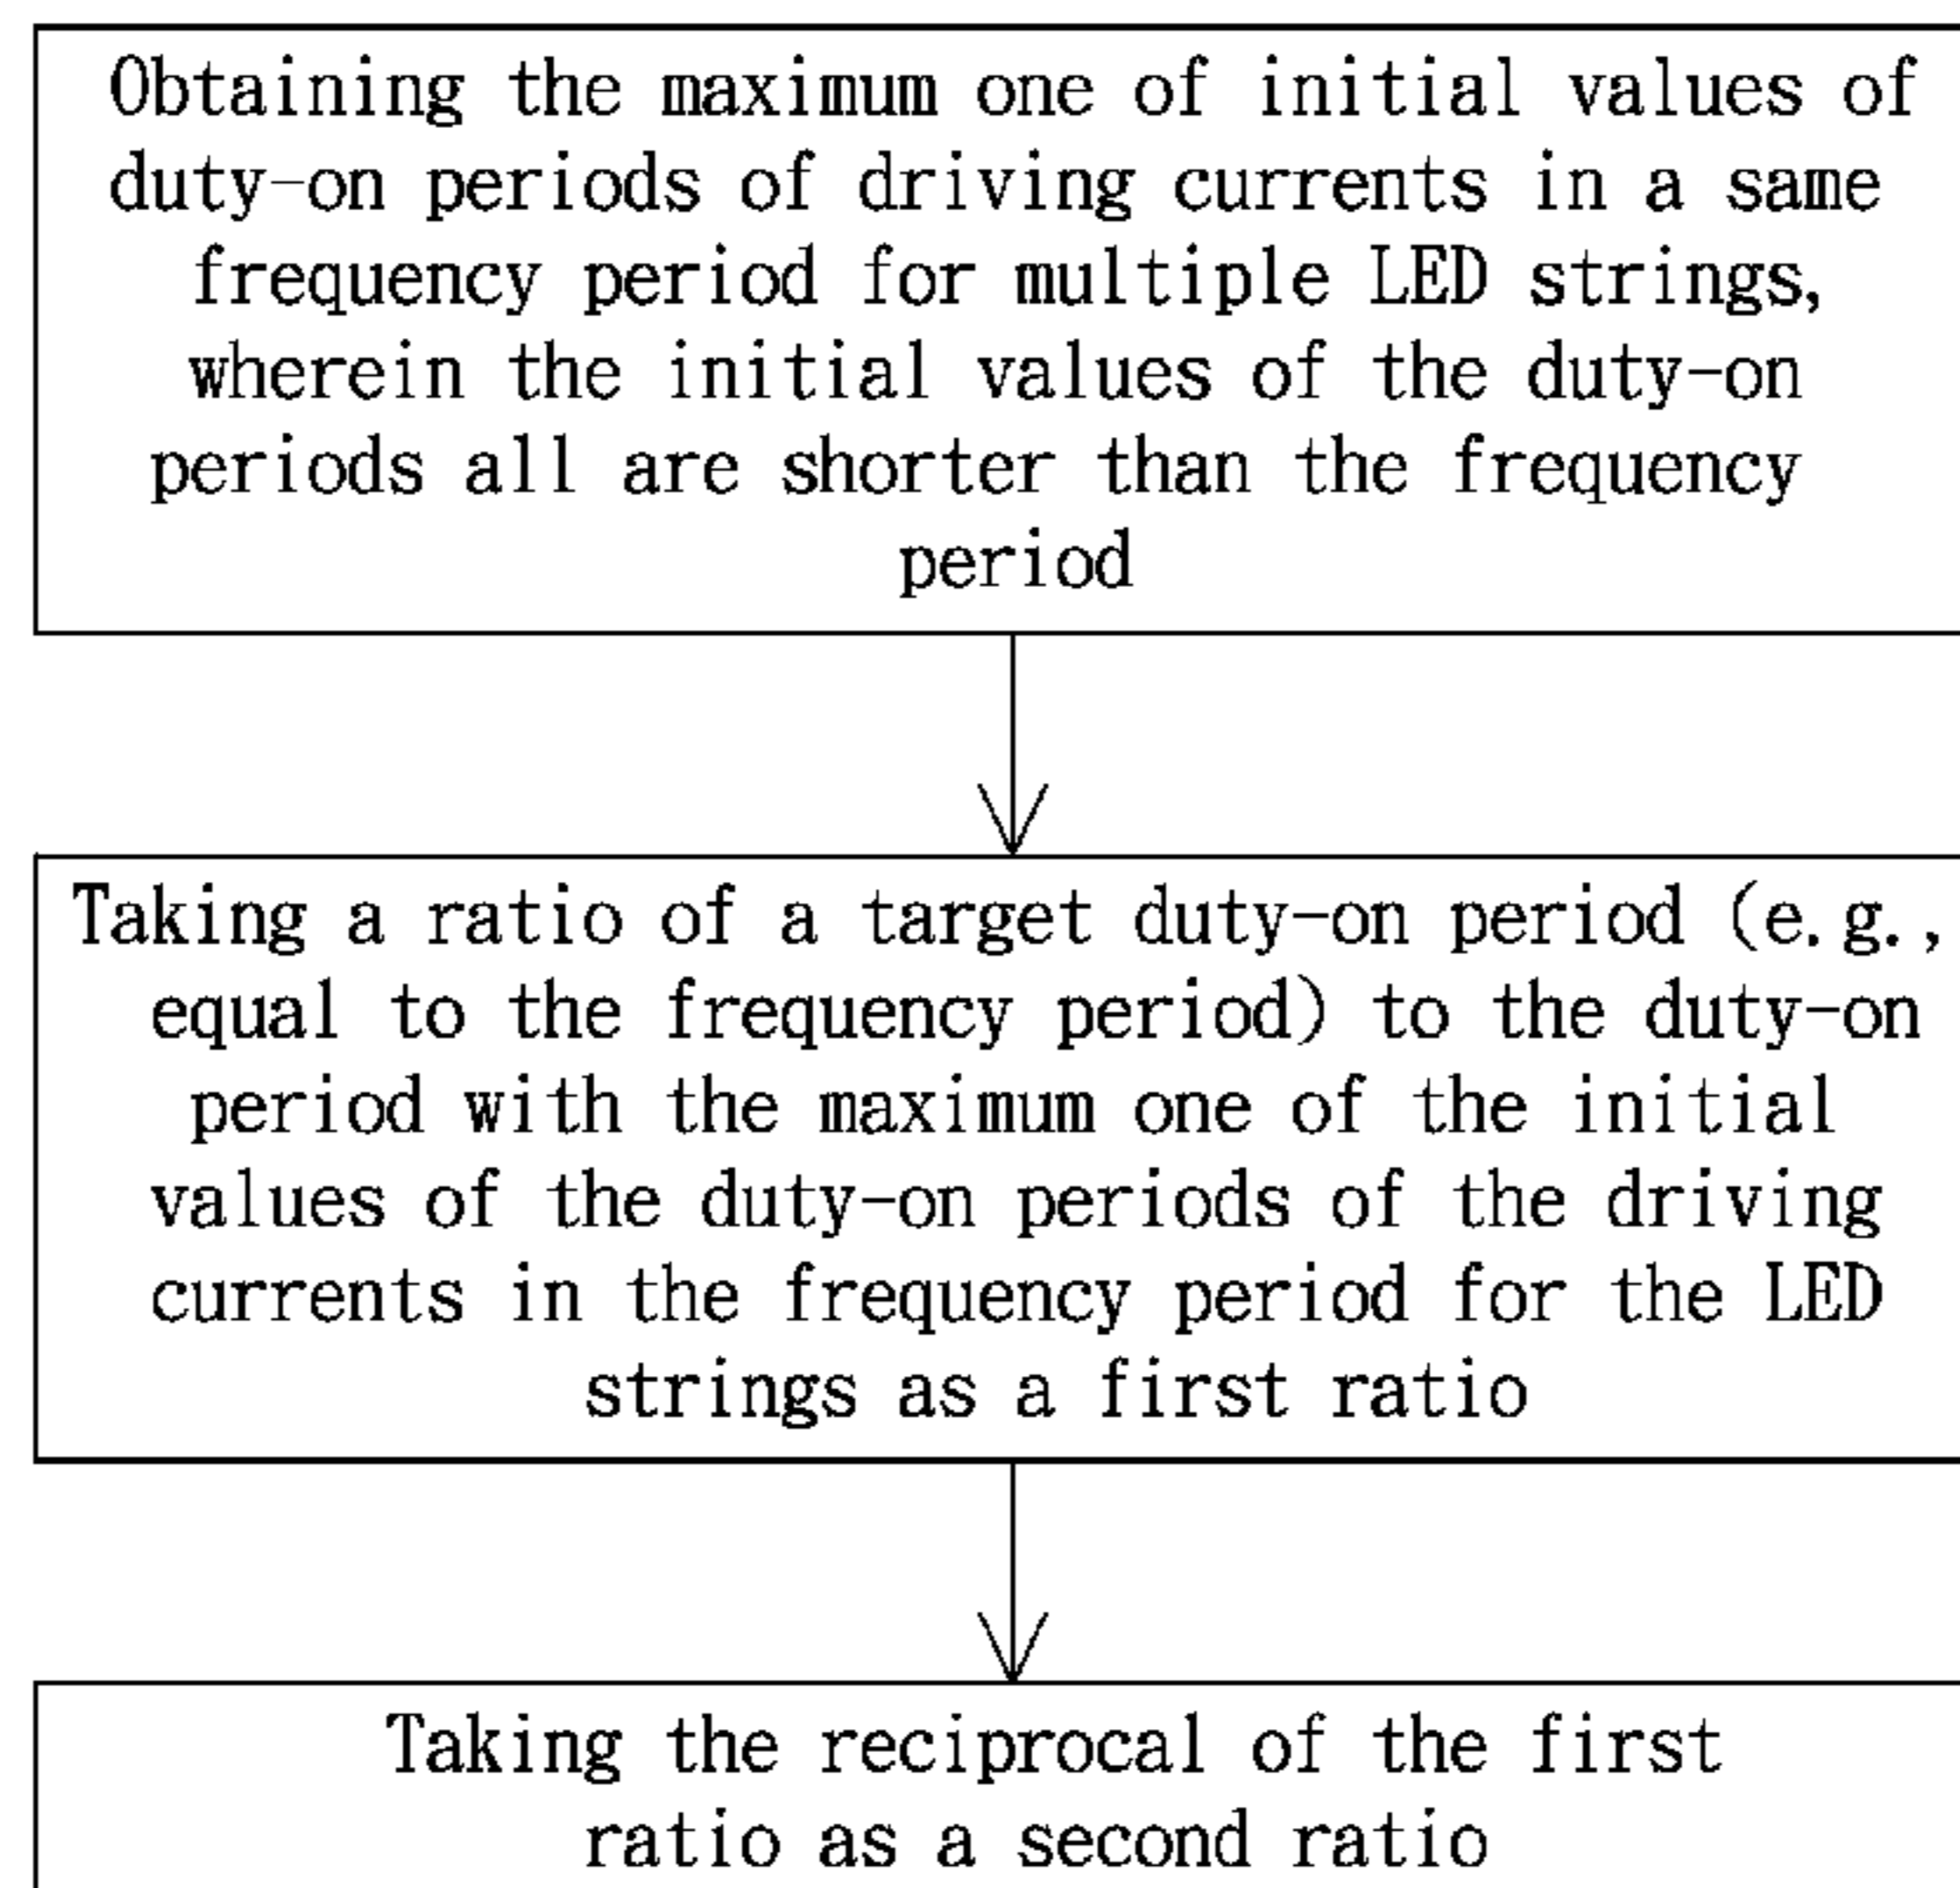 Obtaining the maximum one of initial values of
duty-on periods of driving currents in a same
frequency period for multiple LED strings,
wherein the initial values of the duty-on
periods all are shorter than the frequency
period
Taking a ratio of a target duty-on period (e.g.,
equal to the frequency period) to the duty-on
period with the maximum one of the initial
values of the duty-on periods of the driving
currents in the frequency period for the LED
strings as a first ratio
Taking the reciprocal of the first
ratio as a second ratio